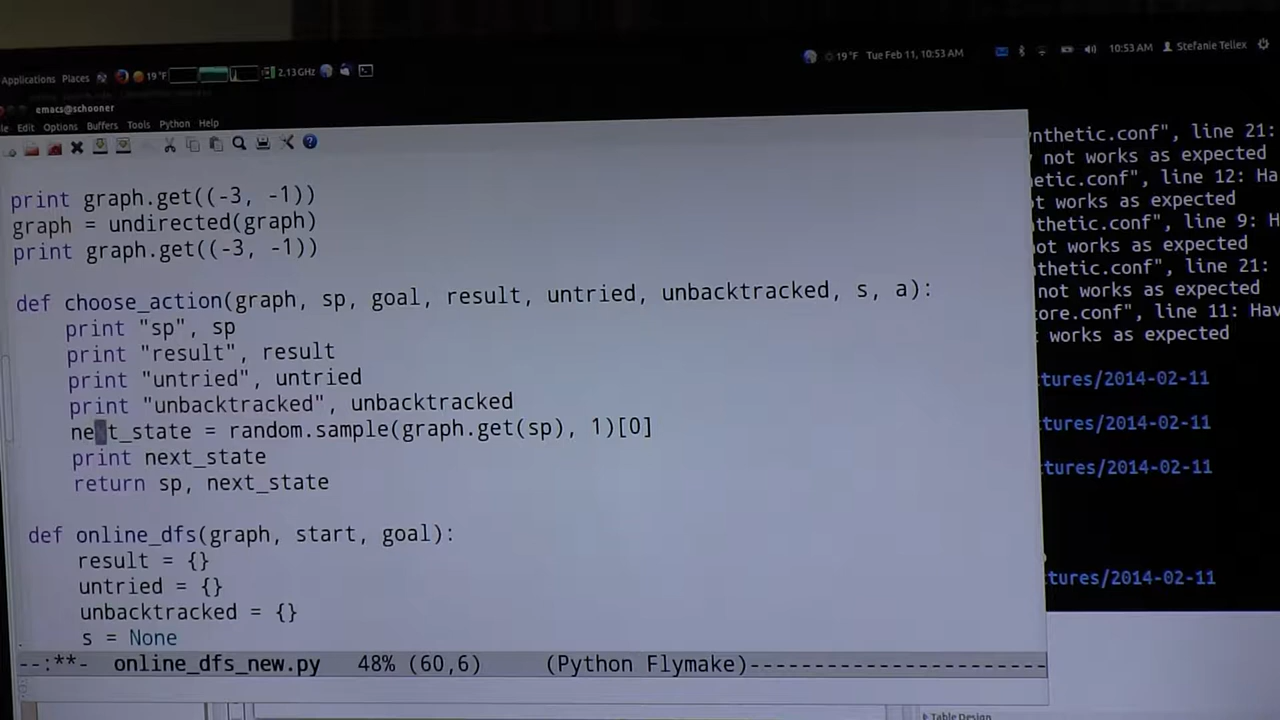 Applications Places 19 °F 2.13 GHz
19 °F Tue Feb 11, 10:53 AM 10:53 AM Stefanie Tellex
emacs@schooner
Edit Options Buffers Tools Python Help
print graph.get((-3, -1))
graph = undirected(graph)
print graph.get((-3, -1))
def choose_action(graph, sp, goal, result, untried, unbacktracked, s, a):
print "sp", sp
print "result", result
print "untried", untried
print "unbacktracked", unbacktracked
next_state = random.sample(graph.get(sp), 1)[0]
print next_state
return sp, next_state
def online_dfs(graph, start, goal):
result = {}
untried = {}
unbacktracked = {}
s = None
--:**- online_dfs_new.py 48% (60,6) (Python Flymake)-----------------------
nthetic.conf", line 21:
not works as expected
etic.conf", line 12: Ha
t works as expected
thetic.conf", line 9: H
ot works as expected
thetic.conf", line 21:
not works as expected
ore.conf", line 11: Hav
works as expected
tures/2014-02-11
tures/2014-02-11
tures/2014-02-11
tures/2014-02-11
Table Design